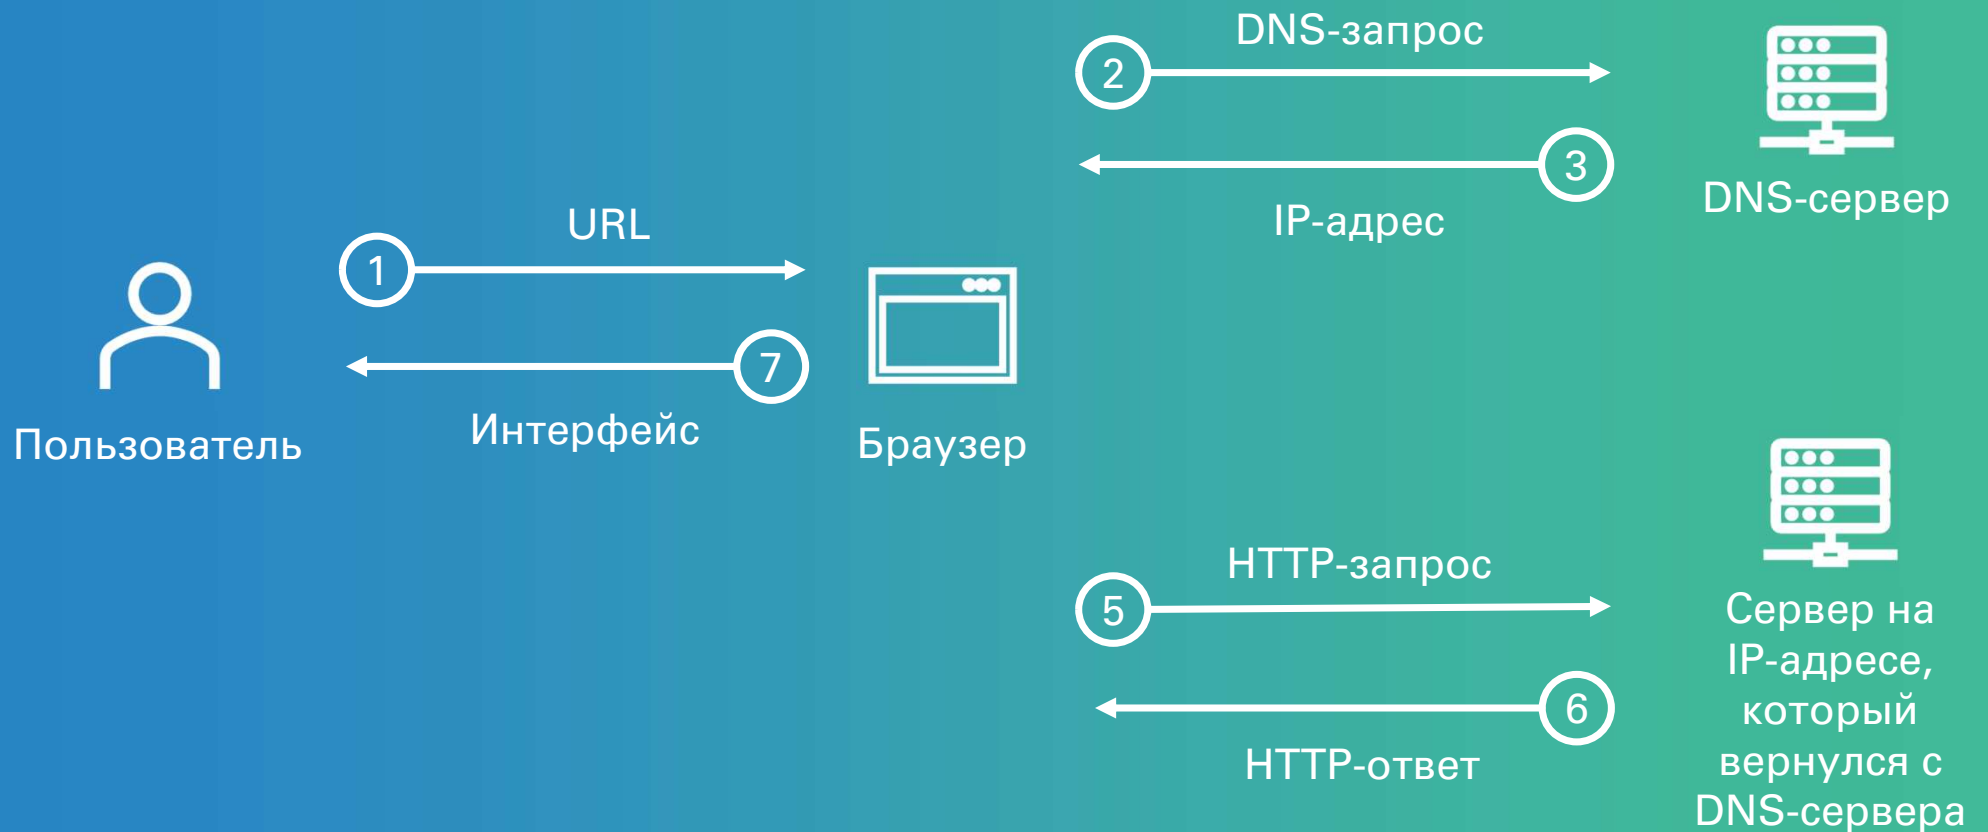 DNS-запрос
2
3
IP-адрес
DNS-сервер
URL
1
7
Интерфейс
Пользователь
Браузер
HTTP-запрос
5
6
HTTP-ответ
Сервер на
IP-адресе,
который
вернулся с
DNS-сервера